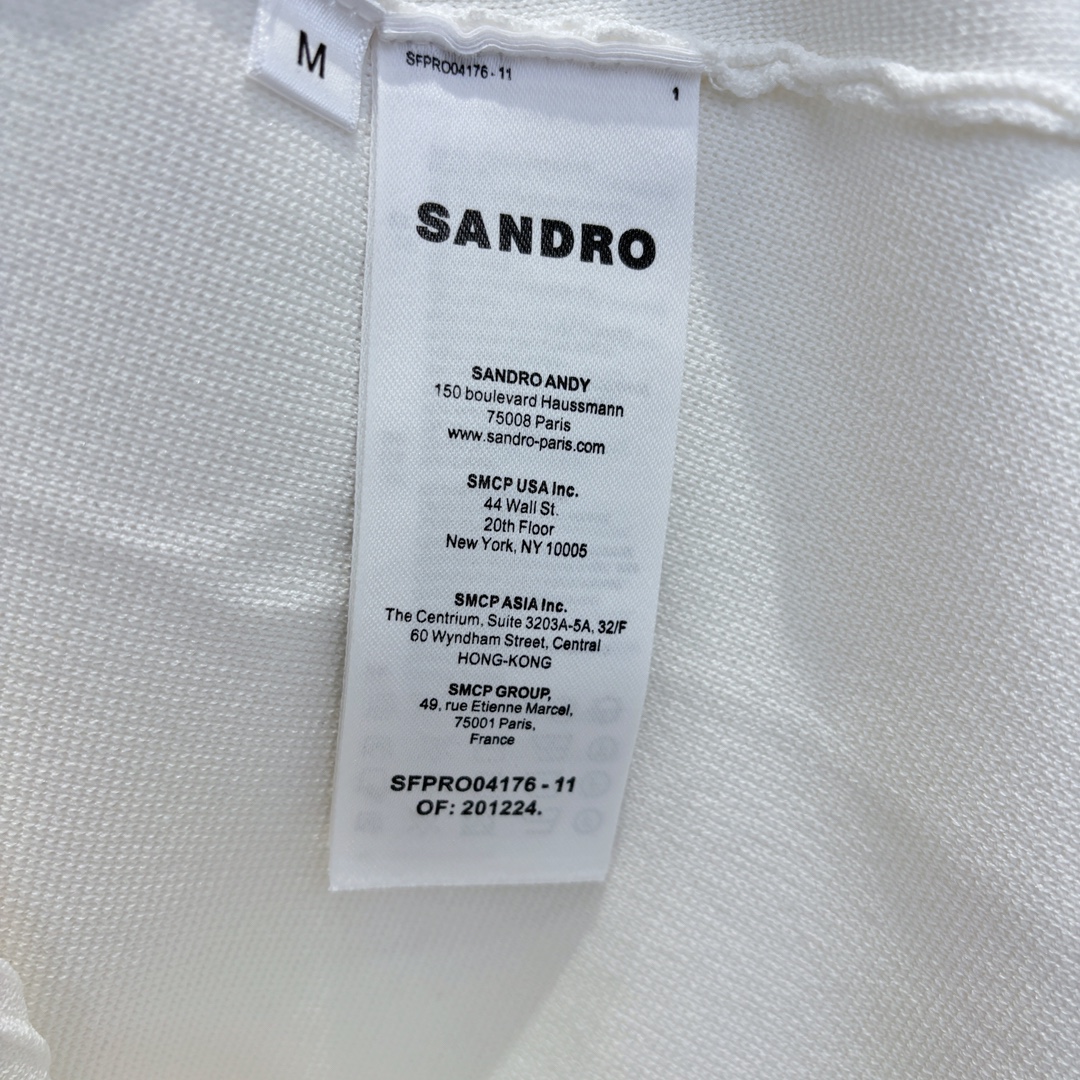 M
SFPRO04176 - 11
1
SANDRO
SANDRO ANDY
150 boulevard Haussmann
75008 Paris
www.sandro-paris.com
SMCP USA Inc.
44 Wall St.
20th Floor
New York, NY 10005
SMCP ASIA Inc.
The Centrium, Suite 3203A-5A, 32/F
60 Wyndham Street, Central
HONG-KONG
SMCP GROUP,
49, rue Etienne Marcel,
75001 Paris,
France
SFPRO04176 - 11
OF: 201224.